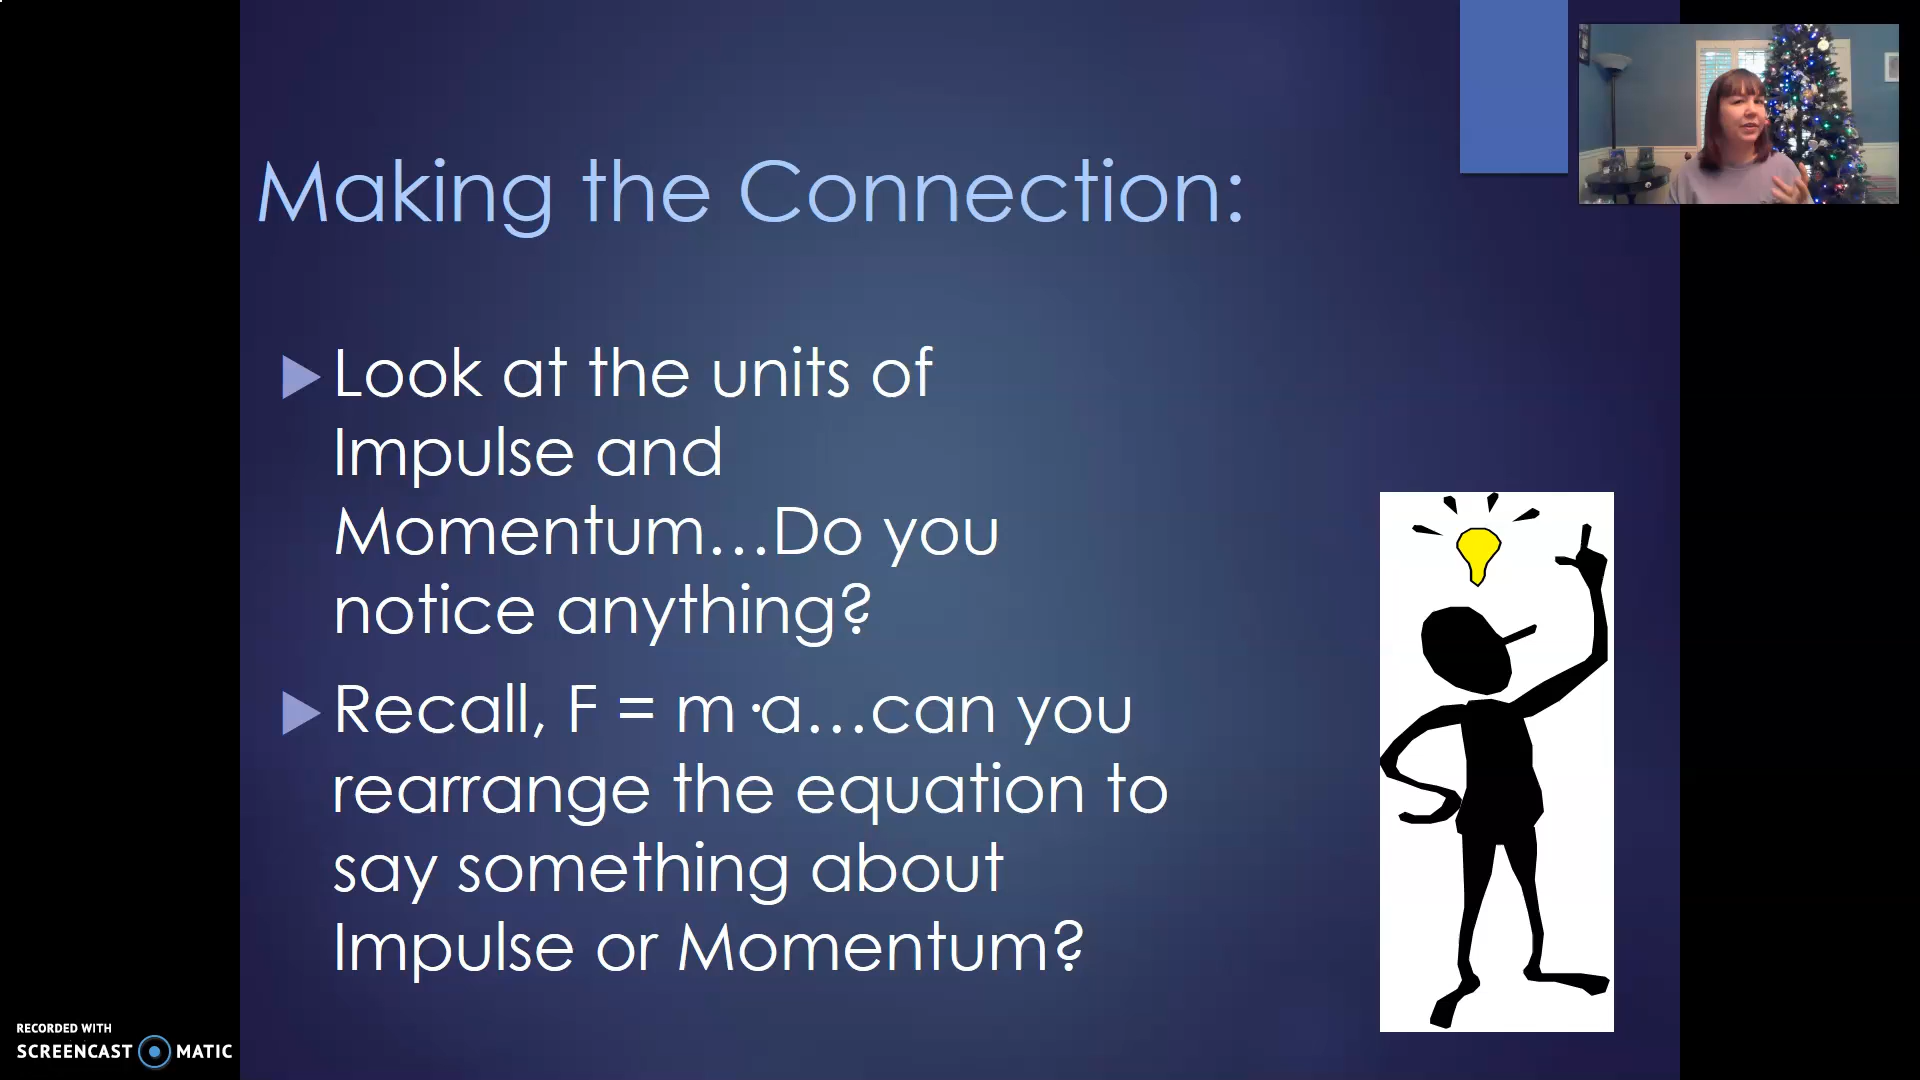 Making the Connection:
Look at the units of
Impulse and
Momentum...Do you
notice anything?
Recall, F = m·a...can you
rearrange the equation to
say something about
Impulse or Momentum?
RECORDED WITH
SCREENCAST MATIC